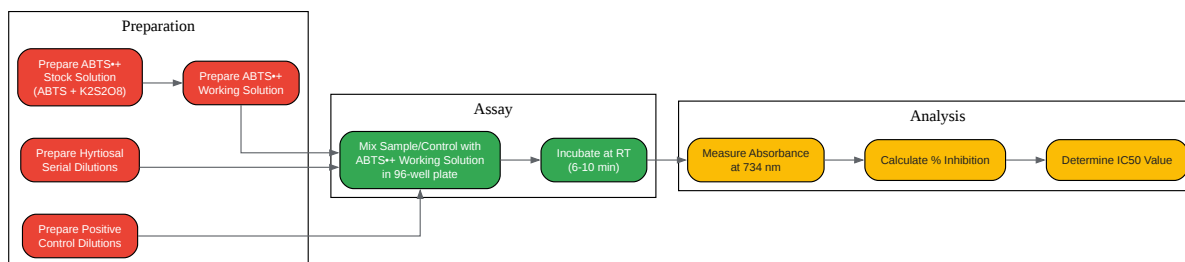 Preparation
Prepare ABTS•+
Stock Solution
(ABTS + K2S2O8)
Prepare ABTS•+
Working Solution
Prepare Hyrtiosal
Serial Dilutions
Prepare Positive
Control Dilutions
Assay
Mix Sample/Control with
ABTS•+ Working Solution
in 96-well plate
Incubate at RT
(6-10 min)
Analysis
Measure Absorbance
at 734 nm
Calculate % Inhibition
Determine IC50 Value